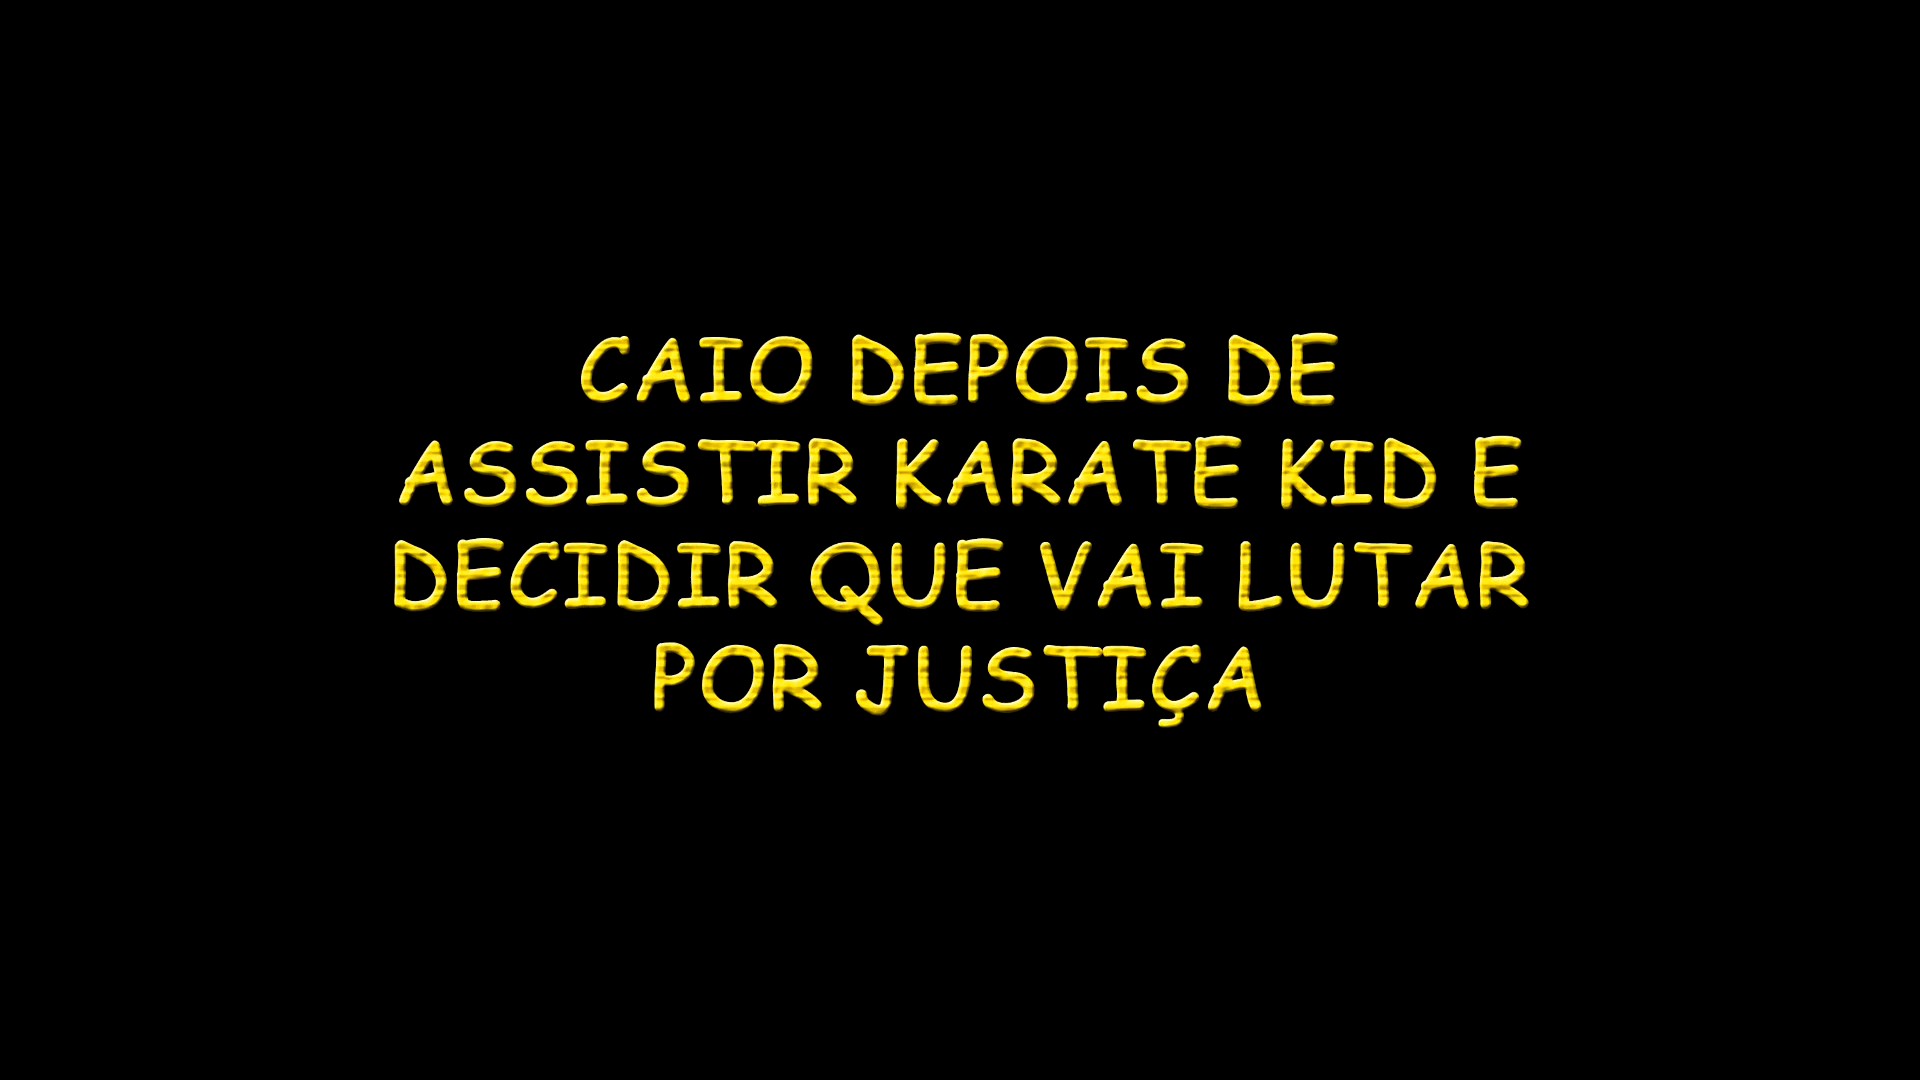 CAIO DEPOIS DE
ASSISTIR KARATE KID E
DECIDIR QUE VAI LUTAR
POR JUSTIÇA